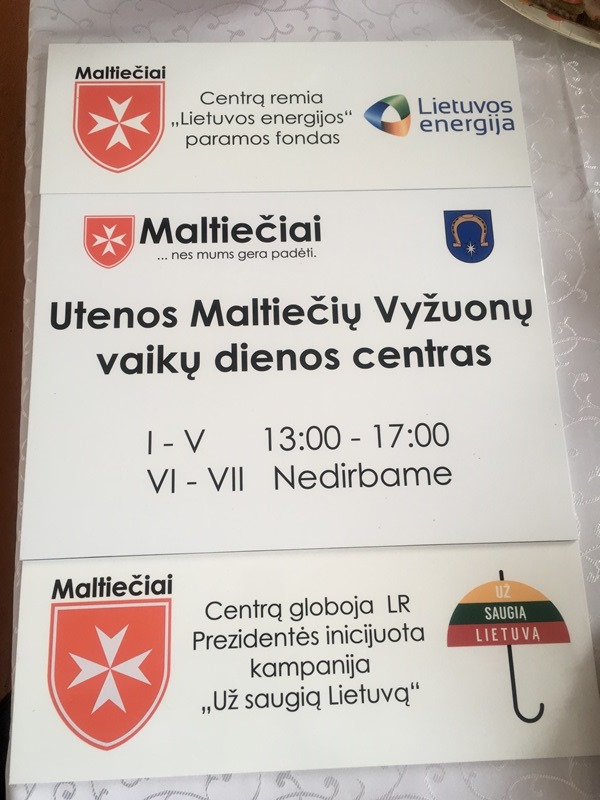 Maltiečiai
Centrą remia
„Lietuvos energijos“
paramos fondas
Lietuvos
energija
Maltiečiai
... nes mums gera padėti.
Utenos Maltiečių Vyžuonų
vaikų dienos centras
I - V 13:00 - 17:00
VI - VII Nedirbame
Maltiečiai
Centrą globoja LR
Prezidentės inicijuota
kampanija
„Už saugią Lietuvą“
UŽ
SAUGIĄ
LIETUVĄ